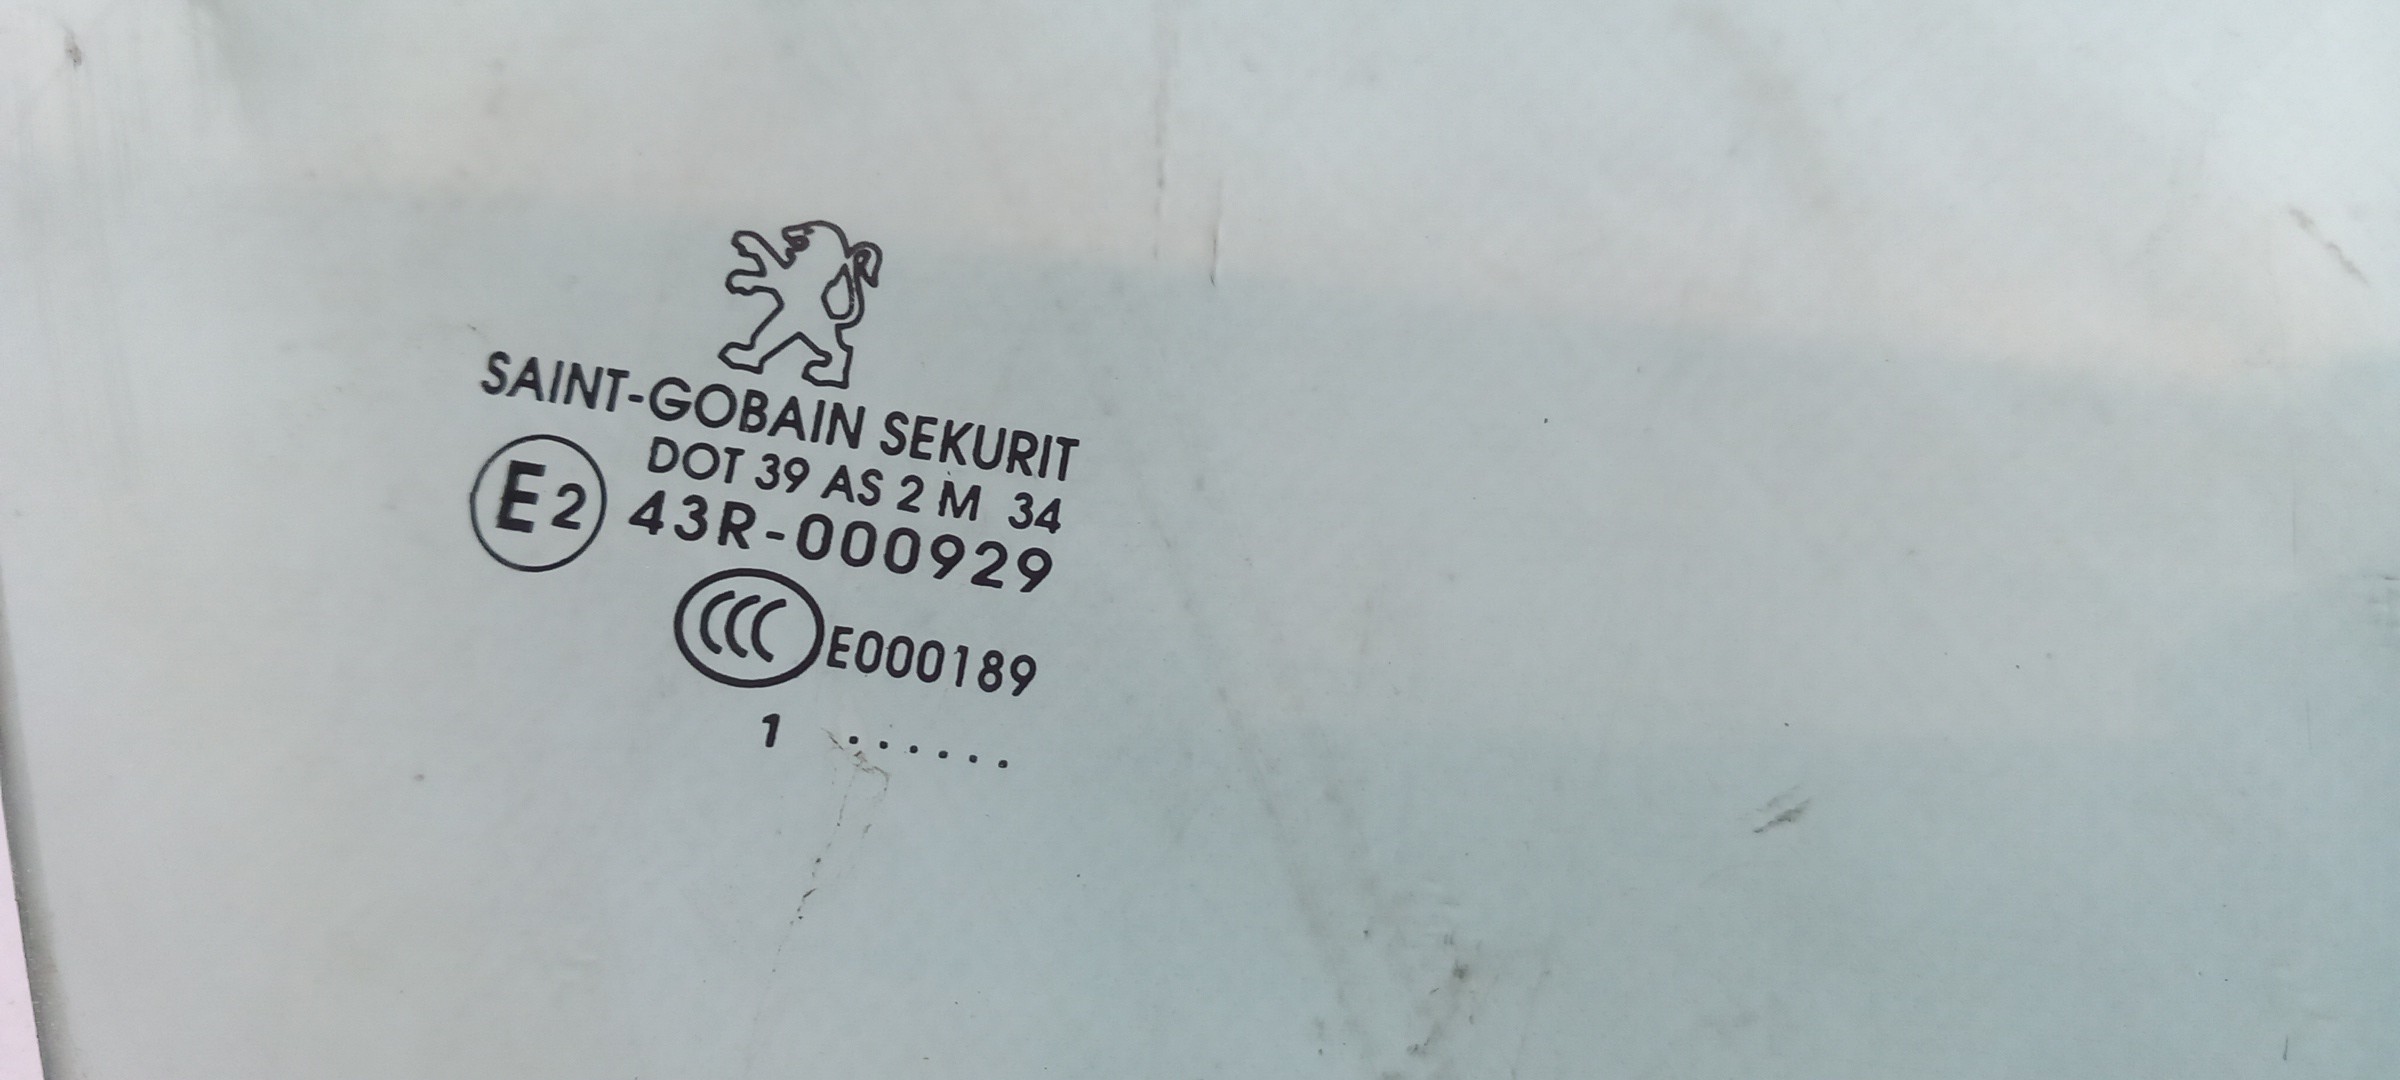 SAINT-GOBAIN SEKURIT
DOT 39 AS 2 M 34
E2 43R-000929
CCC E000189
1 ......